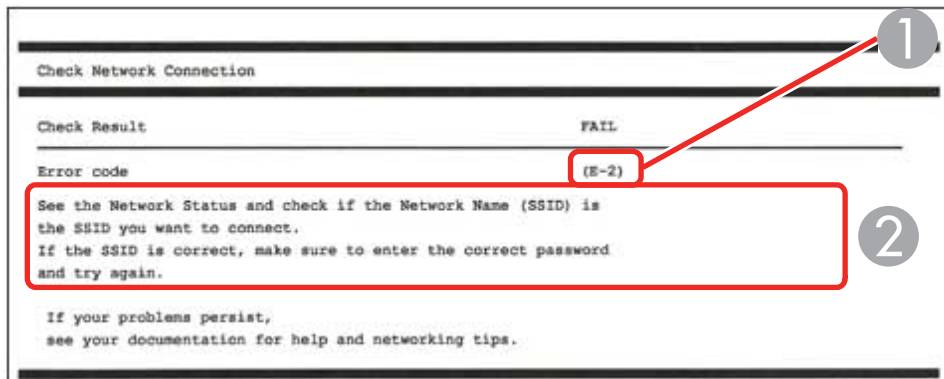 1
Check Network Connection
Check Result FAIL
Error code (E-2)
See the Network Status and check if the Network Name (SSID) is
the SSID you want to connect.
If the SSID is correct, make sure to enter the correct password
and try again.
2
If your problems persist,
see your documentation for help and networking tips.